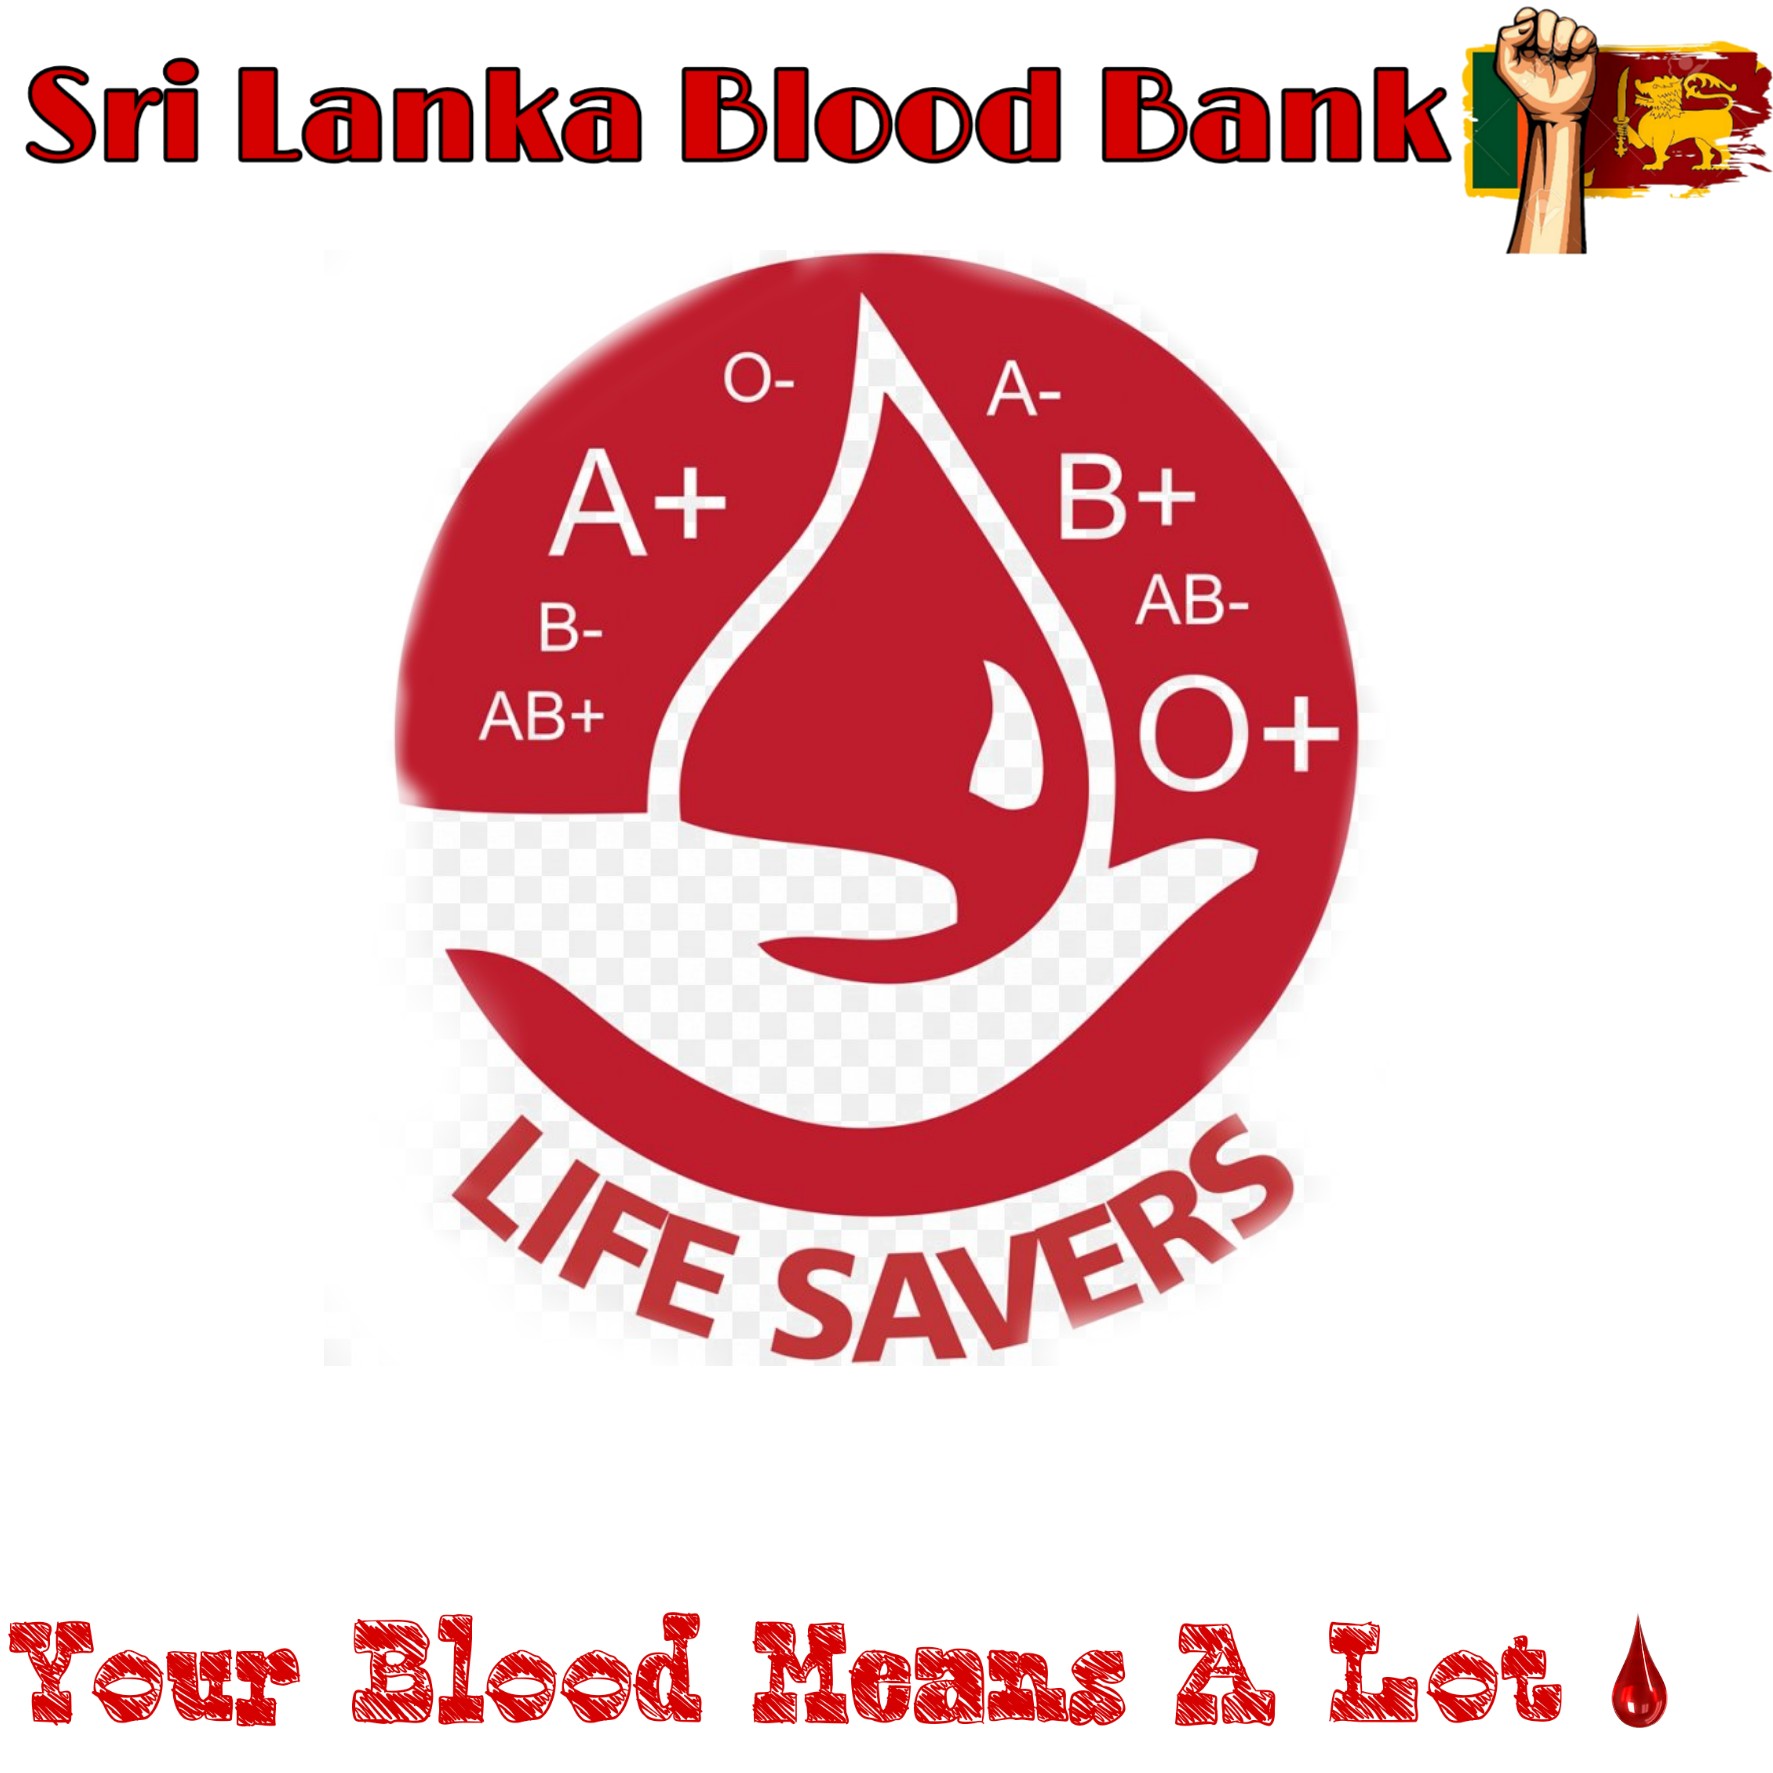 Sri Lanka Blood Bank
O-
A-
A+
B+
B-
AB-
AB+
O+
LIFE SAVERS
Your Blood Means A Lot